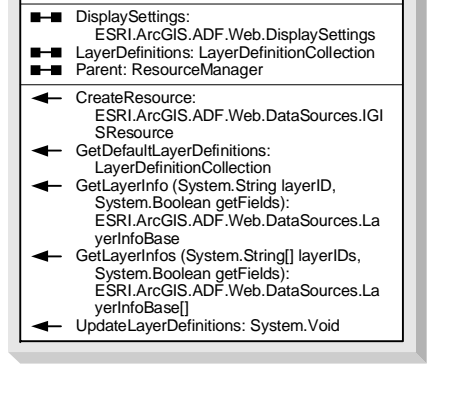 DisplaySettings:
ESRI.ArcGIS.ADF.Web.DisplaySettings
LayerDefinitions: LayerDefinitionCollection
Parent: ResourceManager
CreateResource:
ESRI.ArcGIS.ADF.Web.DataSources.IGI
SResource
GetDefaultLayerDefinitions:
LayerDefinitionCollection
GetLayerInfo (System.String layerID,
System.Boolean getFields):
ESRI.ArcGIS.ADF.Web.DataSources.La
yerInfoBase
GetLayerInfos (System.String[] layerIDs,
System.Boolean getFields):
ESRI.ArcGIS.ADF.Web.DataSources.La
yerInfoBase[]
UpdateLayerDefinitions: System.Void